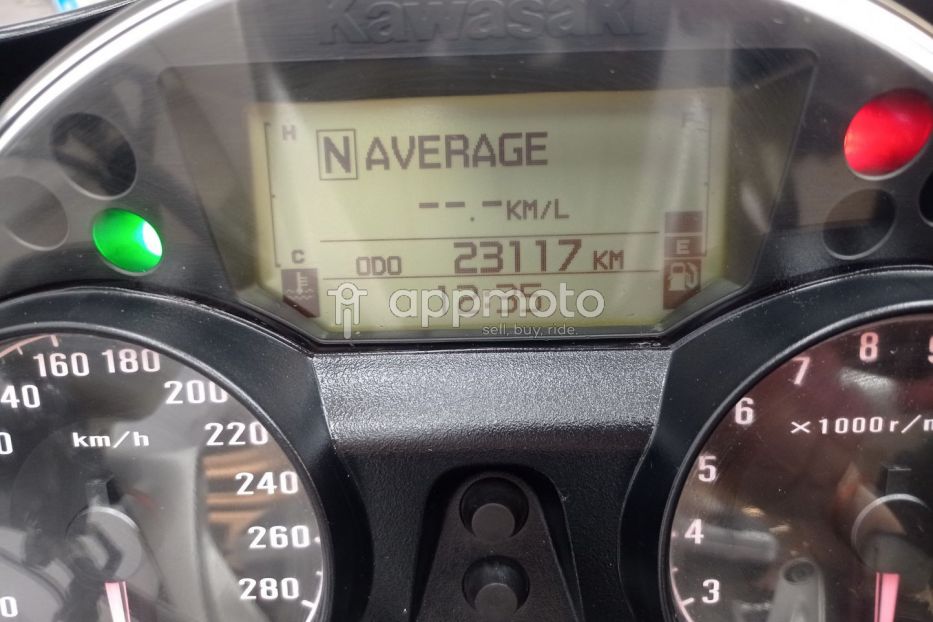 Kawasaki
H
F
N AVERAGE
--.- KM/L
C
E
ODO 23117 KM
appmoto
sell, buy, ride.
160 180
200
km/h
220
240
260
280
9
8
7
6
×1000r/m
5
4
3